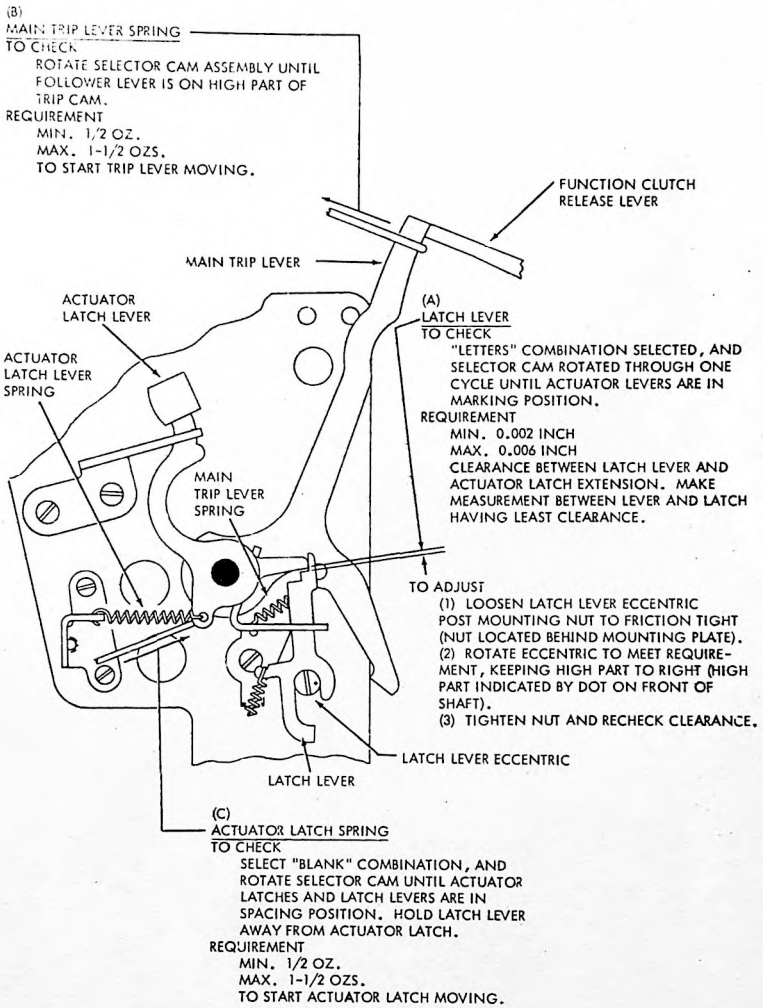 (B)
MAIN TRIP LEVER SPRING
TO CHECK
ROTATE SELECTOR CAM ASSEMBLY UNTIL
FOLLOWER LEVER IS ON HIGH PART OF
TRIP CAM.
REQUIREMENT
MIN. 1/2 OZ.
MAX. 1-1/2 OZS.
TO START TRIP LEVER MOVING.
FUNCTION CLUTCH
RELEASE LEVER
MAIN TRIP LEVER
ACTUATOR
LATCH LEVER
ACTUATOR
LATCH LEVER
SPRING
MAIN
TRIP LEVER
SPRING
(A)
LATCH LEVER
TO CHECK
"LETTERS" COMBINATION SELECTED, AND
SELECTOR CAM ROTATED THROUGH ONE
CYCLE UNTIL ACTUATOR LEVERS ARE IN
MARKING POSITION.
REQUIREMENT
MIN. 0.002 INCH
MAX. 0.006 INCH
CLEARANCE BETWEEN LATCH LEVER AND
ACTUATOR LATCH EXTENSION. MAKE
MEASUREMENT BETWEEN LEVER AND LATCH
HAVING LEAST CLEARANCE.
TO ADJUST
(1) LOOSEN LATCH LEVER ECCENTRIC
POST MOUNTING NUT TO FRICTION TIGHT
(NUT LOCATED BEHIND MOUNTING PLATE).
(2) ROTATE ECCENTRIC TO MEET REQUIRE-
MENT, KEEPING HIGH PART TO RIGHT (HIGH
PART INDICATED BY DOT ON FRONT OF
SHAFT).
(3) TIGHTEN NUT AND RECHECK CLEARANCE.
LATCH LEVER ECCENTRIC
LATCH LEVER
(C)
ACTUATOR LATCH SPRING
TO CHECK
SELECT "BLANK" COMBINATION, AND
ROTATE SELECTOR CAM UNTIL ACTUATOR
LATCHES AND LATCH LEVERS ARE IN
SPACING POSITION. HOLD LATCH LEVER
AWAY FROM ACTUATOR LATCH.
REQUIREMENT
MIN. 1/2 OZ.
MAX. 1-1/2 OZS.
TO START ACTUATOR LATCH MOVING.